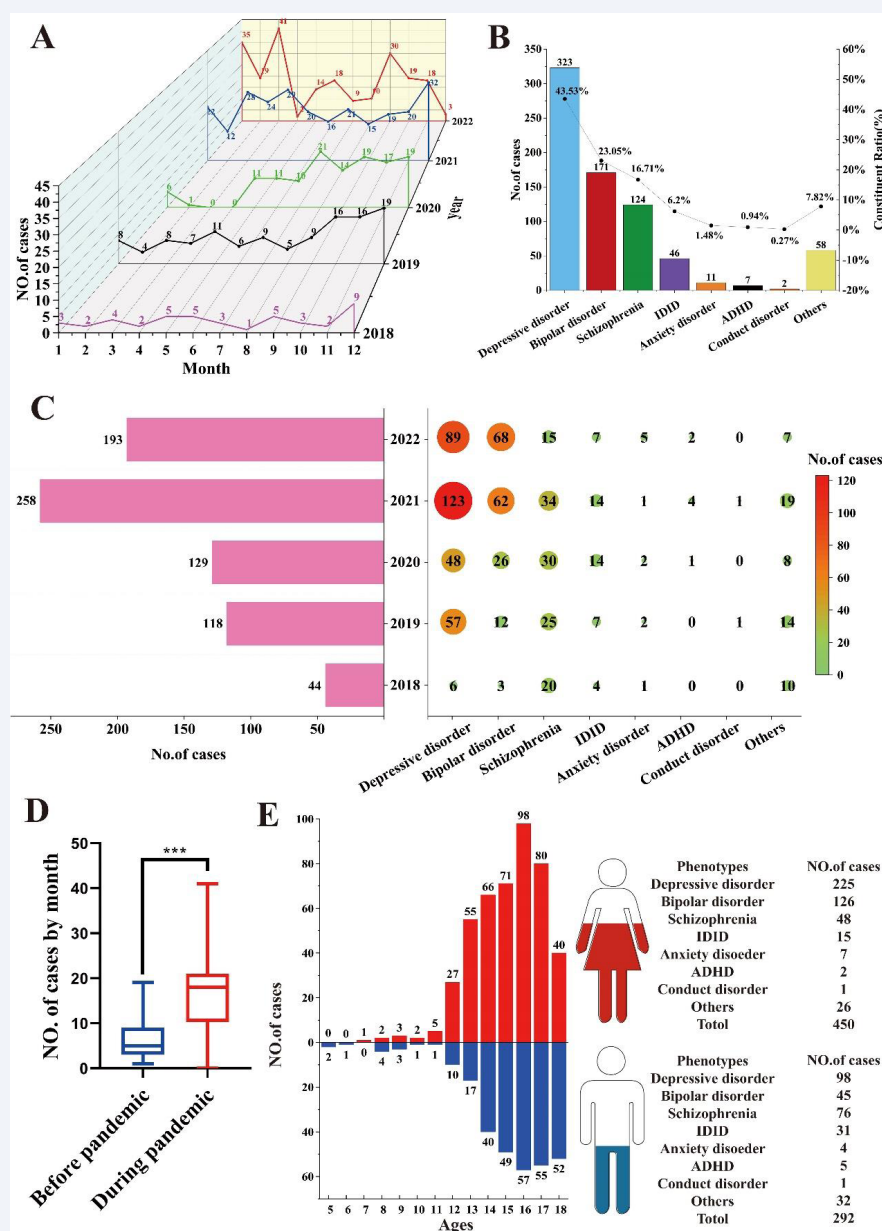 A
35 19 41 14 18 9 10 30 19 18 3
2022
12 28 24 29 20 16 21 15 19 20 32
2021
6 1 0 0 11 11 10 21 14 19 17 19
2020
year
8 4 8 7 11 6 9 5 9 16 16 19
2019
3 2 4 2 5 5 3 1 5 3 2 9
2018
45
40
35
30
25
20
15
10
5
0
NO.of cases
1 2 3 4 5 6 7 8 9 10 11 12
Month
B
350
300
250
200
150
100
50
0
No.of cases
323
43.53%
171
23.05%
124
16.71%
46
6.2%
11
1.48%
7
0.94%
2
0.27%
58
7.82%
60%
50%
40%
30%
20%
10%
0%
-10%
-20%
Constituent Ratio(%)
Depressive disorder
Bipolar disorder
Schizophrenia
IDID
Anxiety disorder
ADHD
Conduct disorder
Others
C
193 2022 89 68 15 7 5 2 0 7
258 2021 123 62 34 14 1 4 1 19
129 2020 48 26 30 14 2 1 0 8
118 2019 57 12 25 7 2 0 1 14
44 2018 6 3 20 4 1 0 0 10
250 200 150 100 50
No.of cases
Depressive disorder
Bipolar disorder
Schizophrenia
IDID
Anxiety disorder
ADHD
Conduct disorder
Others
No.of cases
120
100
80
60
40
20
0
D
50
40
30
20
10
0
NO. of cases by month
***
Before pandemic
During pandemic
E
100
80
60
40
20
0
20
40
60
NO.of cases
0 0 1 2 3 2 5 27 55 66 71 98 80 40
2 1 0 4 3 1 1 10 17 40 49 57 55 52
5 6 7 8 9 10 11 12 13 14 15 16 17 18
Ages
Phenotypes NO.of cases
Depressive disorder 225
Bipolar disorder 126
Schizophrenia 48
IDID 15
Anxiety disoeder 7
ADHD 2
Conduct disorder 1
Others 26
Totol 450
Phenotypes NO.of cases
Depressive disorder 98
Bipolar disorder 45
Schizophrenia 76
IDID 31
Anxiety disoeder 4
ADHD 5
Conduct disorder 1
Others 32
Totol 292